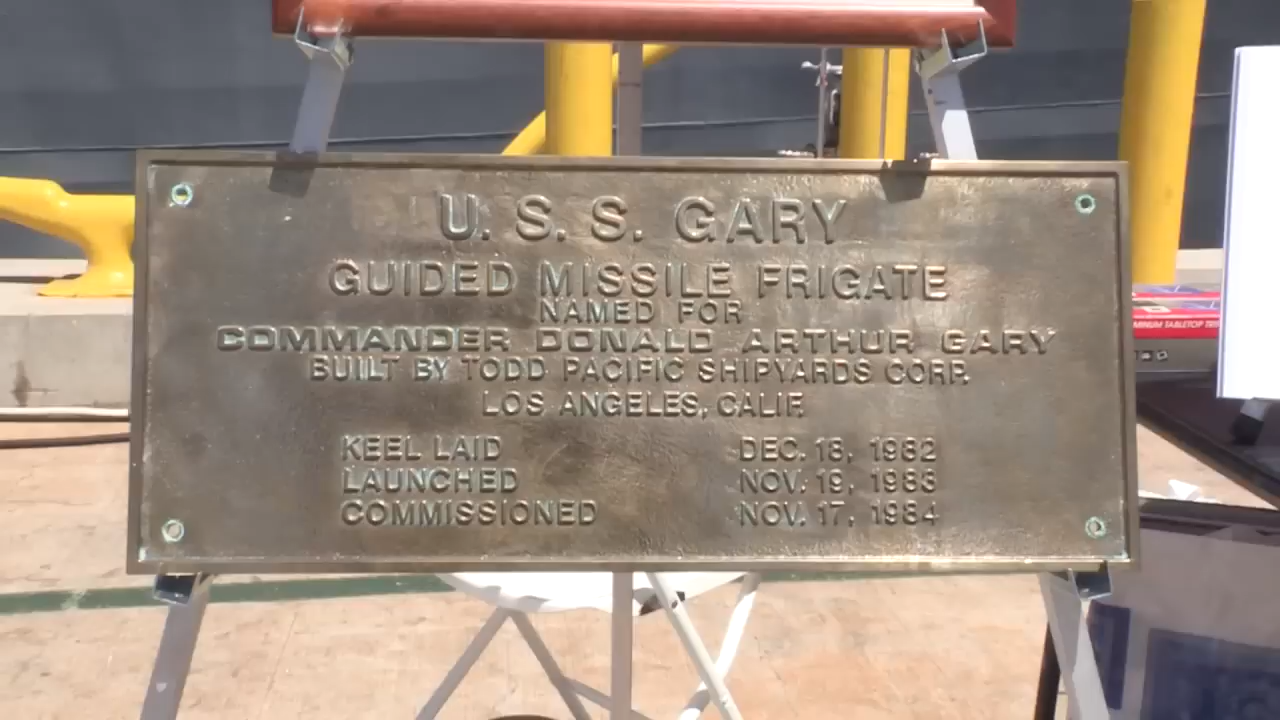 U. S. S. GARY
GUIDED MISSILE FRIGATE
NAMED FOR
COMMANDER DONALD ARTHUR GARY
BUILT BY TODD PACIFIC SHIPYARDS CORP.
LOS ANGELES, CALIF.
KEEL LAID DEC. 18, 1982
LAUNCHED NOV. 19, 1983
COMMISSIONED NOV. 17, 1984
TABLETOP